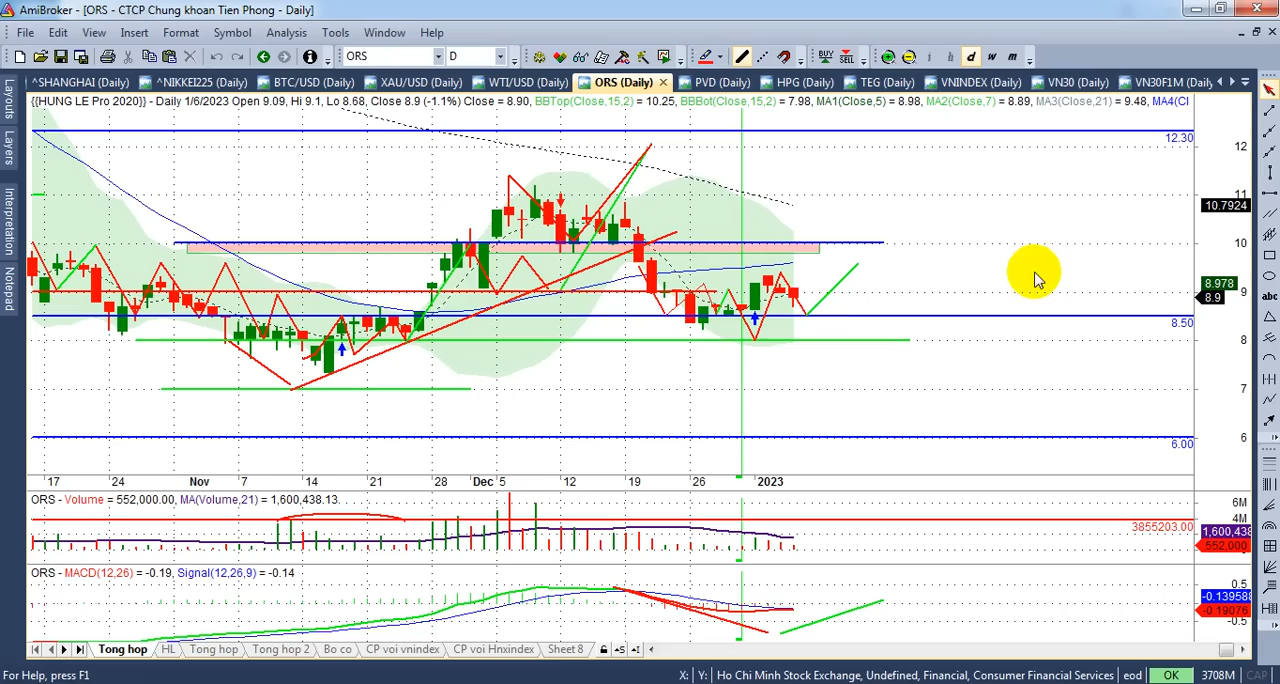 AmiBroker - [ORS - CTCP Chung khoan Tien Phong - Daily]
File Edit View Insert Format Symbol Analysis Tools Window Help
ORS D BUY SELL i h d w m
^SHANGHAI (Daily) ^NIKKEI225 (Daily) BTC/USD (Daily) XAU/USD (Daily) WTI/USD (Daily) ORS (Daily) PVD (Daily) HPG (Daily) TEG (Daily) VNINDEX (Daily) VN30 (Daily) VN30F1M (Daily)
Layouts
Layers
Interpretation
Notepad
{{HUNG LE Pro 2020}} - Daily 1/6/2023 Open 9.09, Hi 9.1, Lo 8.68, Close 8.9 (-1.1%) Close = 8.90, BBTop(Close,15,2) = 10.25, BBBot(Close,15,2) = 7.98, MA1(Close,5) = 8.98, MA2(Close,7) = 8.89, MA3(Close,21) = 9.48, MA4(Cl
12.30
12
11
10.7924
10
8.978
9
8.9
8.50
8
7
6
6.00
17 24 Nov 7 14 21 28 Dec 5 12 19 26 2023
ORS - Volume = 552,000.00, MA(Volume,21) = 1,600,438.13
6M
4M
3855203.00
1,600,438
552,000
ORS - MACD(12,26) = -0.19, Signal(12,26,9) = -0.14
0.5
-0.139588
-0.19076
-0.5
Tong hop HL Tong hop Tong hop 2 Bo co CP voi vnindex CP voi Hnxindex Sheet 8
abc
For Help, press F1 X: Y: Ho Chi Minh Stock Exchange, Undefined, Financial, Consumer Financial Services eod OK 3708M CAP